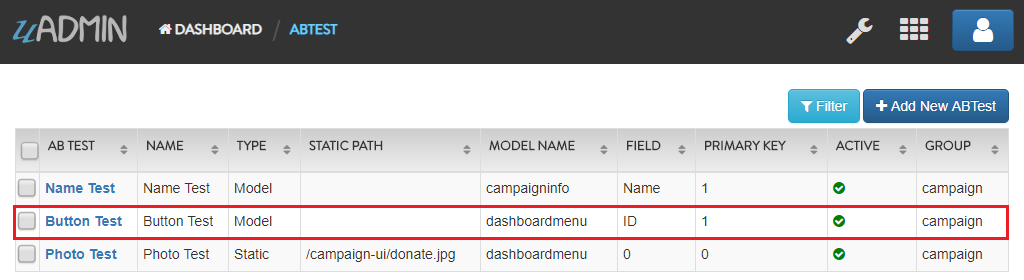 uADMIN DASHBOARD / ABTEST
Filter + Add New ABTest
AB TEST NAME TYPE STATIC PATH MODEL NAME FIELD PRIMARY KEY ACTIVE GROUP
Name Test Name Test Model campaigninfo Name 1 campaign
Button Test Button Test Model dashboardmenu ID 1 campaign
Photo Test Photo Test Static /campaign-ui/donate.jpg dashboardmenu 0 0 campaign